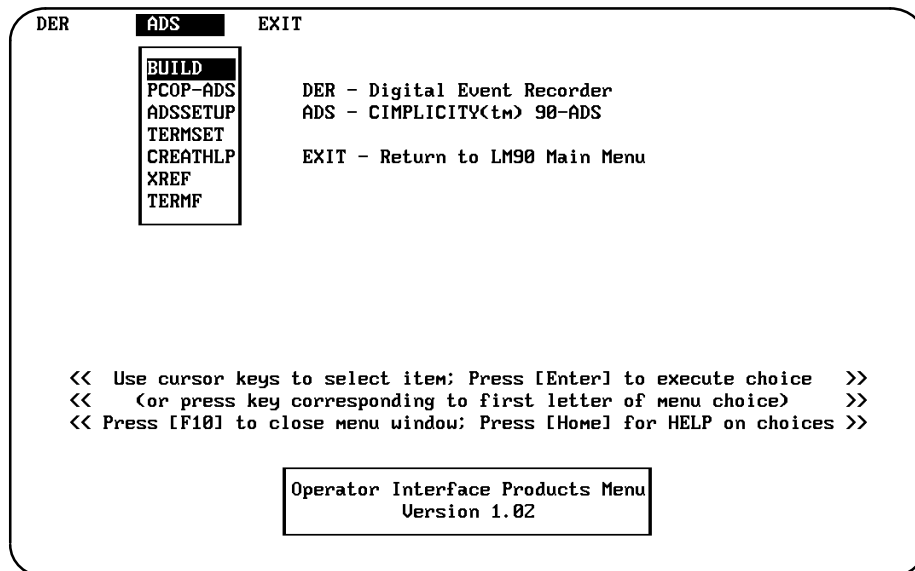 DER ADS EXIT
BUILD
PCOP-ADS DER - Digital Event Recorder
ADSSETUP ADS - CIMPLICITY(tm) 90-ADS
TERMSET
CREATHLP EXIT - Return to LM90 Main Menu
XREF
TERMF
<< Use cursor keys to select item; Press [Enter] to execute choice >>
<< (or press key corresponding to first letter of menu choice) >>
<< Press [F10] to close menu window; Press [Home] for HELP on choices >>
Operator Interface Products Menu
Version 1.02